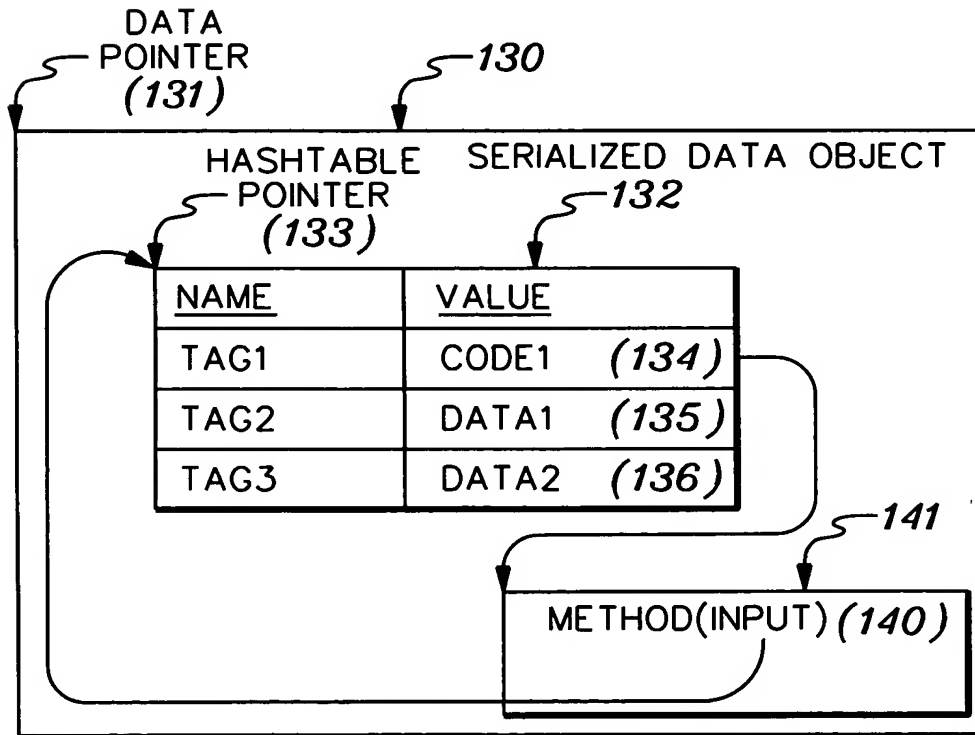 DATA
POINTER
(131)
130
HASHTABLE
POINTER
(133)
SERIALIZED DATA OBJECT
132
NAME VALUE
TAG1 CODE1 (134)
TAG2 DATA1 (135)
TAG3 DATA2 (136)
141
METHOD(INPUT) (140)